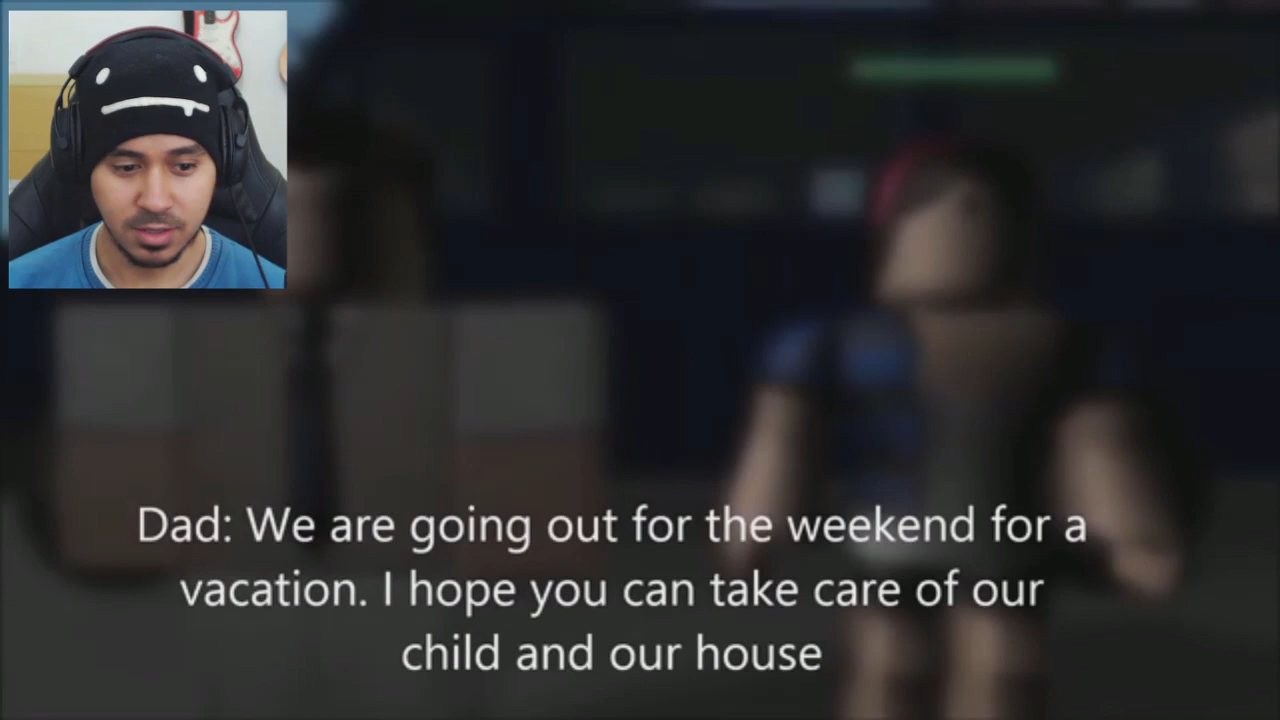 Dad: We are going out for the weekend for a
vacation. I hope you can take care of our
child and our house